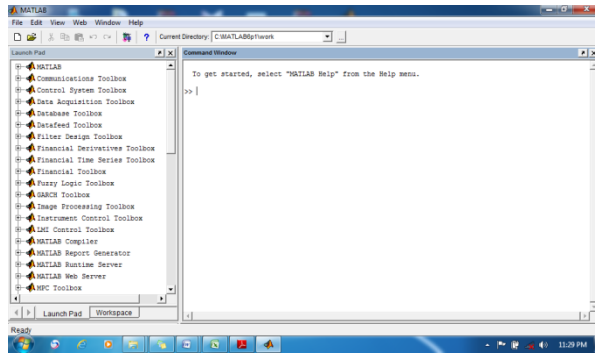 MATLAB
File Edit View Web Window Help
Current Directory: C:\MATLAB6p1\work
Launch Pad
Command Window
MATLAB
Communications Toolbox
Control System Toolbox
Data Acquisition Toolbox
Database Toolbox
Datafeed Toolbox
Filter Design Toolbox
Financial Derivatives Toolbox
Financial Time Series Toolbox
Financial Toolbox
Fuzzy Logic Toolbox
GARCH Toolbox
Image Processing Toolbox
Instrument Control Toolbox
LMI Control Toolbox
MATLAB Compiler
MATLAB Report Generator
MATLAB Runtime Server
MATLAB Web Server
MPC Toolbox
To get started, select "MATLAB Help" from the Help menu.
>>
Launch Pad Workspace
Ready
11:29 PM